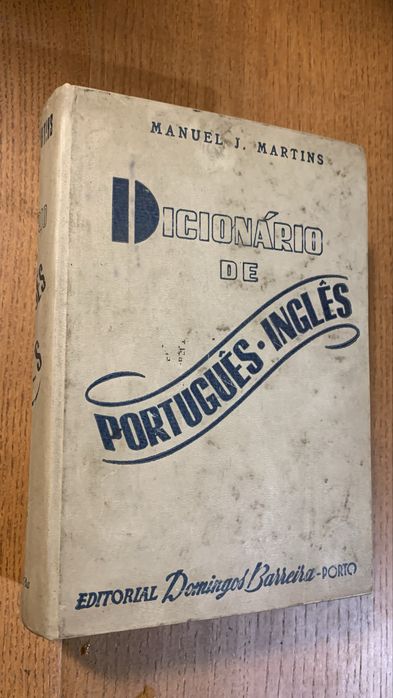 MANUEL J. MARTINS
DICIONÁRIO
DE
PORTUGUÊS-INGLÊS
EDITORIAL Domingos Barreira-PORTO